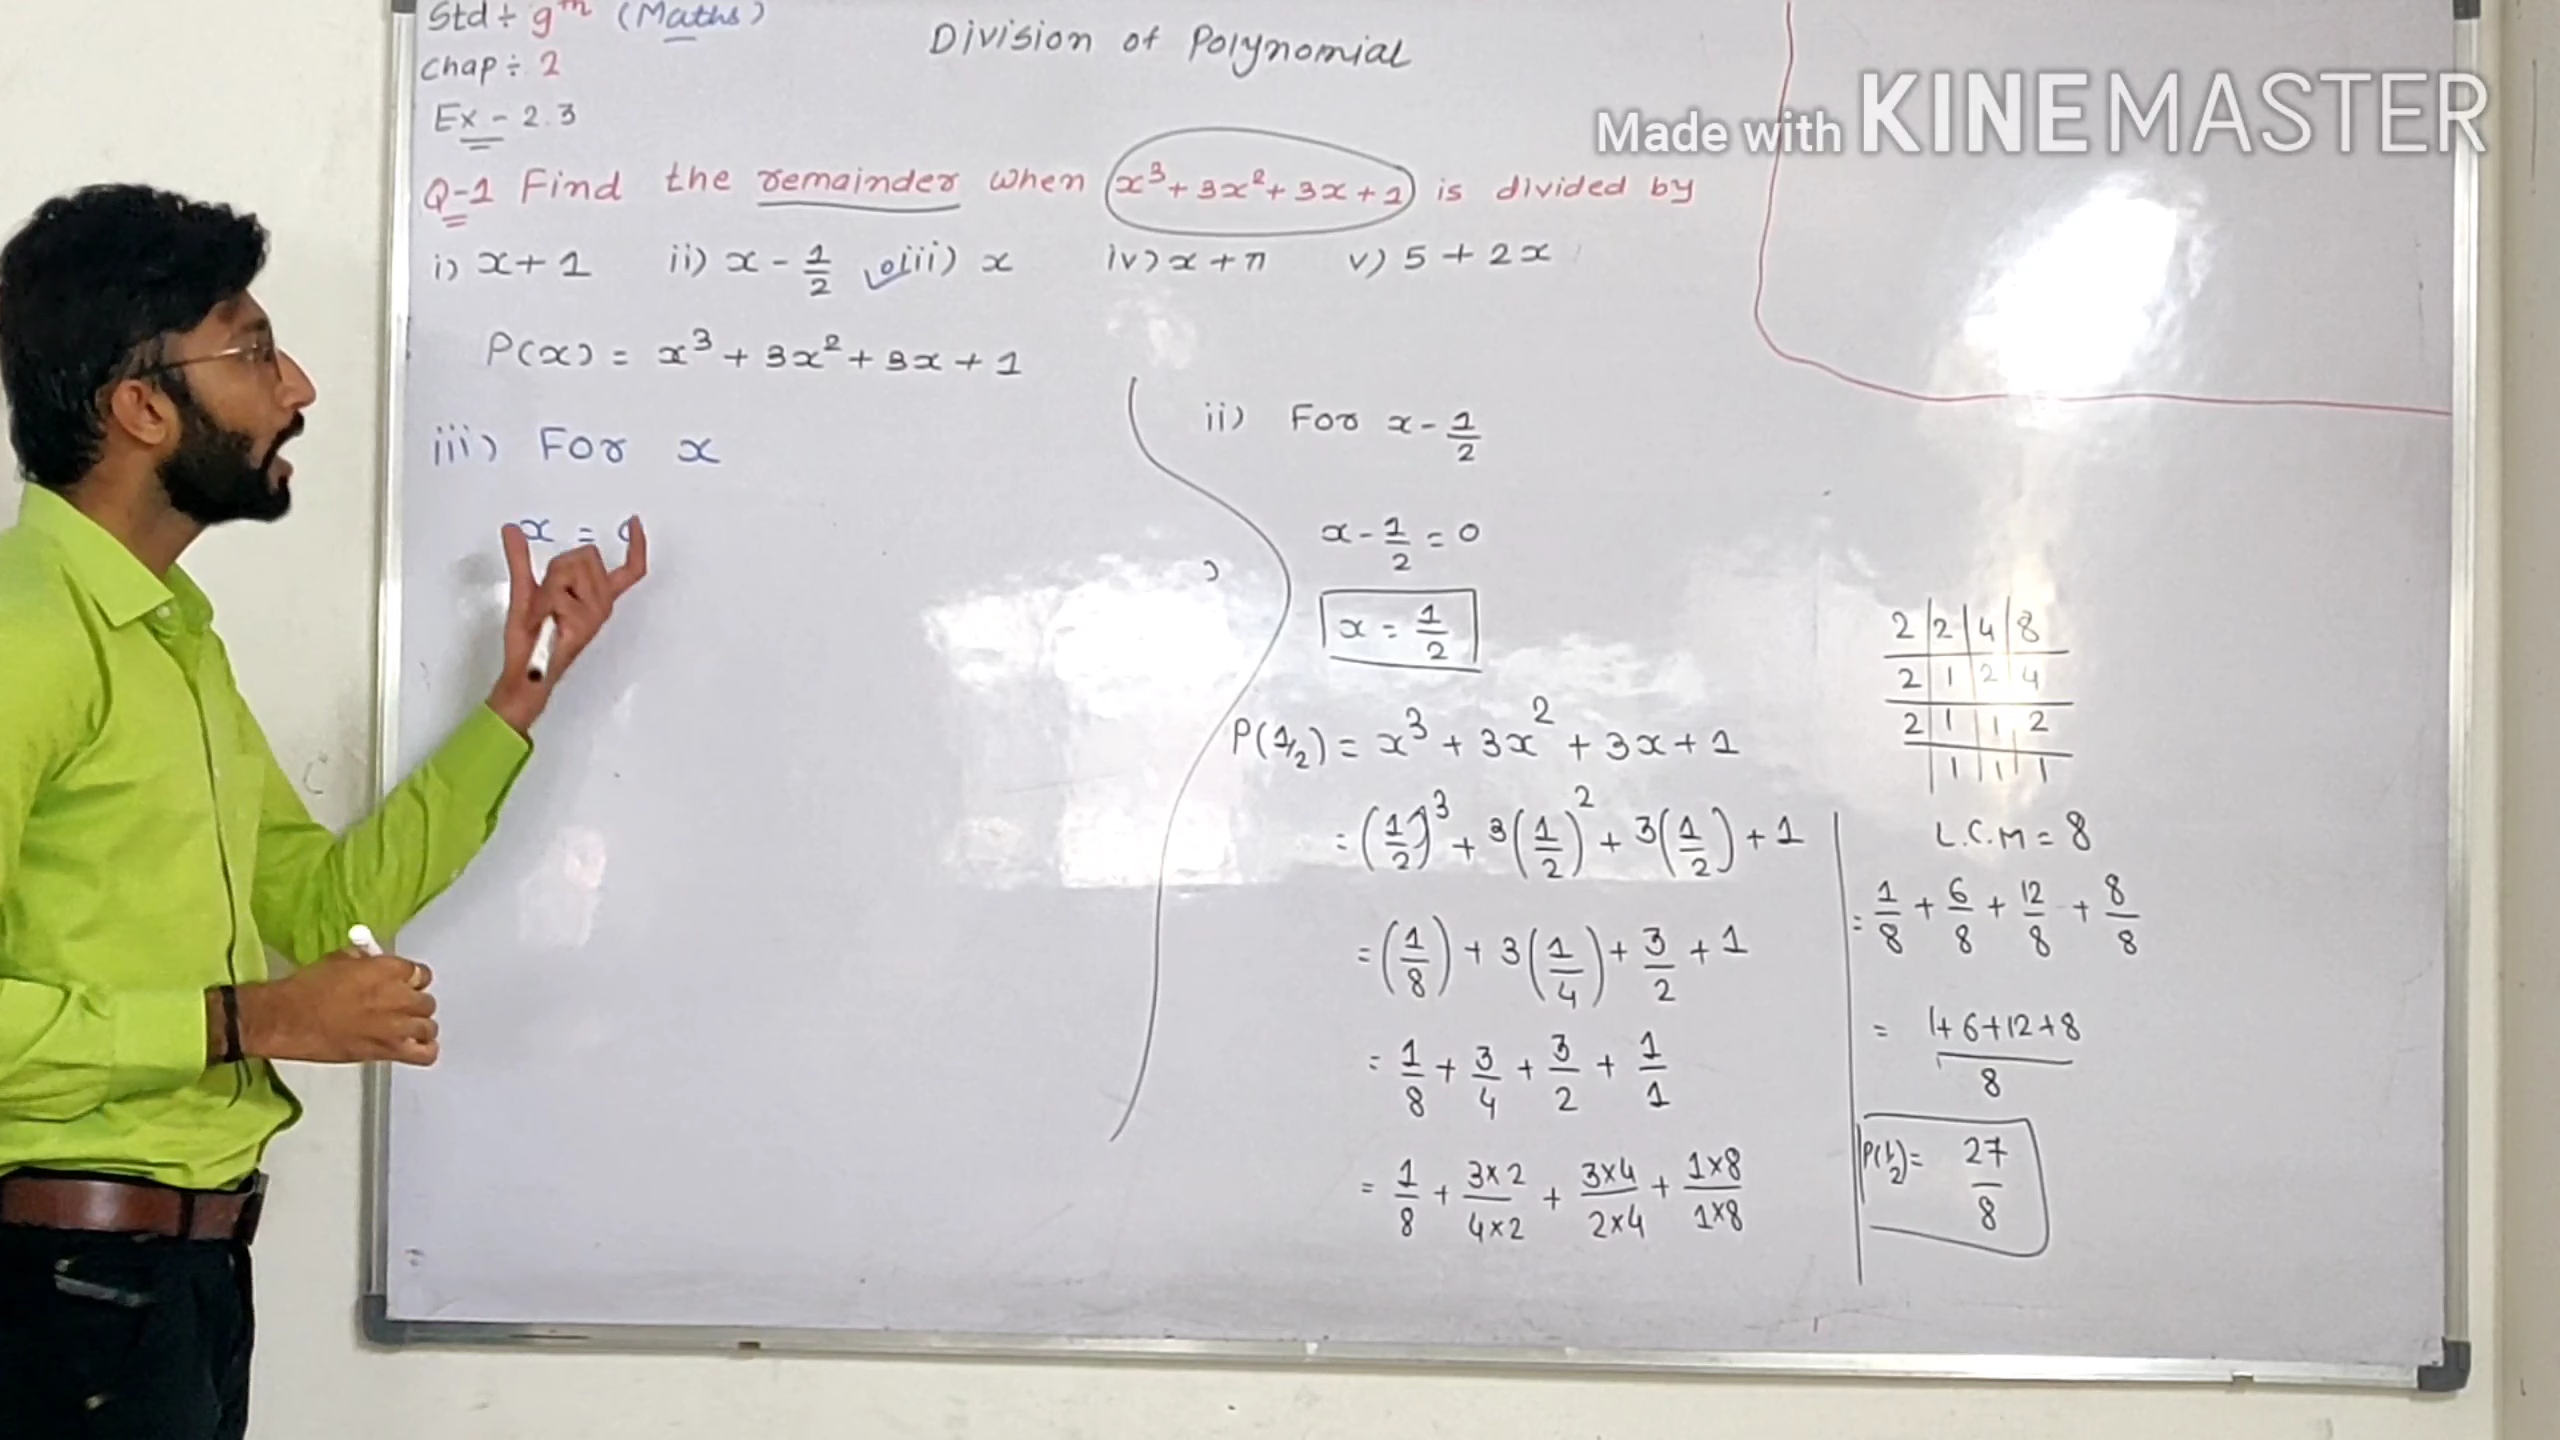 Std ÷ 9th (Maths)
Chap ÷ 2
Ex - 2.3
Division of Polynomial
Made with KINEMASTER
Q-1 Find the remainder when x³ + 3x² + 3x + 1 is divided by
i) x + 1 ii) x - 1/2 iii) x iv) x + π v) 5 + 2x
P(x) = x³ + 3x² + 3x + 1
iii) For x
x =
ii) For x - 1/2
x - 1/2 = 0
x = 1/2
P(1/2) = x³ + 3x² + 3x + 1
= (1/2)³ + 3(1/2)² + 3(1/2) + 1
= (1/8) + 3(1/4) + 3/2 + 1
= 1/8 + 3/4 + 3/2 + 1/1
= 1/8 + 3×2/4×2 + 3×4/2×4 + 1×8/1×8
2 | 2 | 4 | 8
2 | 1 | 2 | 4
2 | 1 | 1 | 2
| 1 | 1 | 1
L.C.M = 8
= 1/8 + 6/8 + 12/8 + 8/8
= 1+6+12+8/8
P(1/2) = 27/8